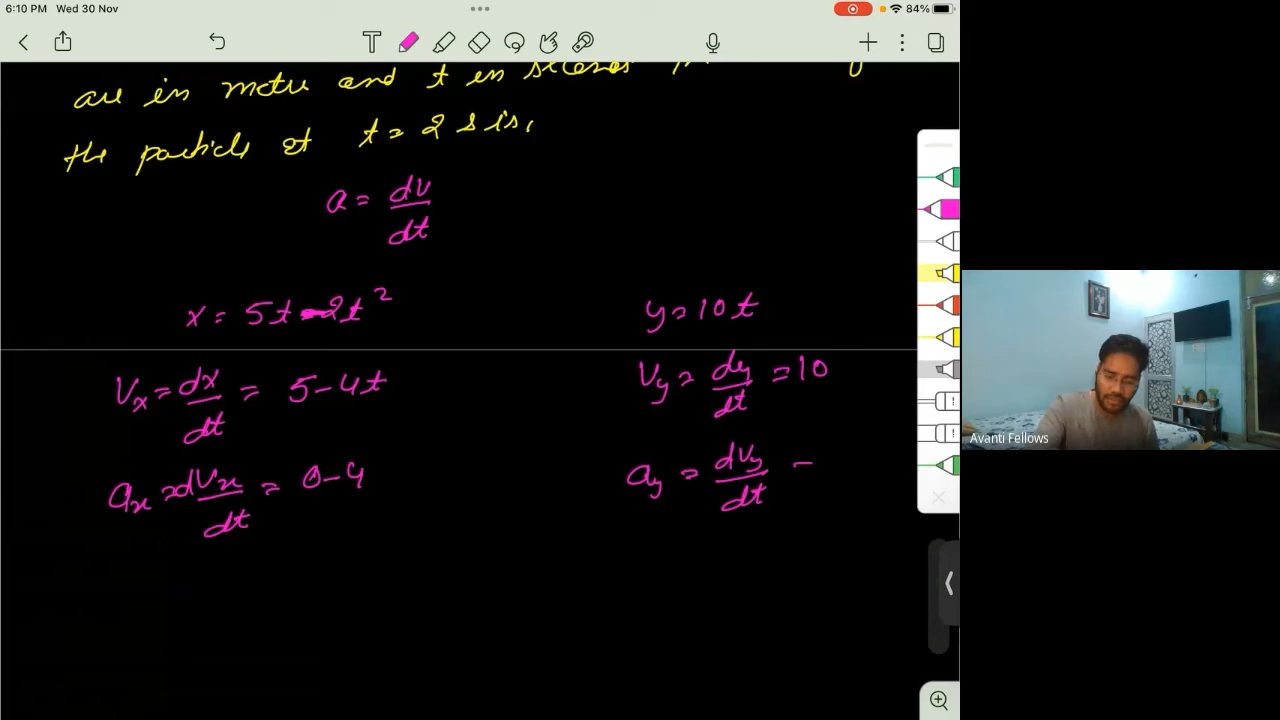 6:10 PM Wed 30 Nov
84%
T
are in metre and t in seconds
the particle at t = 2 s is,
a = dv/dt
x = 5t - 2t² y = 10t
Vx = dx/dt = 5 - 4t Vy = dy/dt = 10
ax = dVx/dt = 0 - 4 ay = dVy/dt =
Avanti Fellows